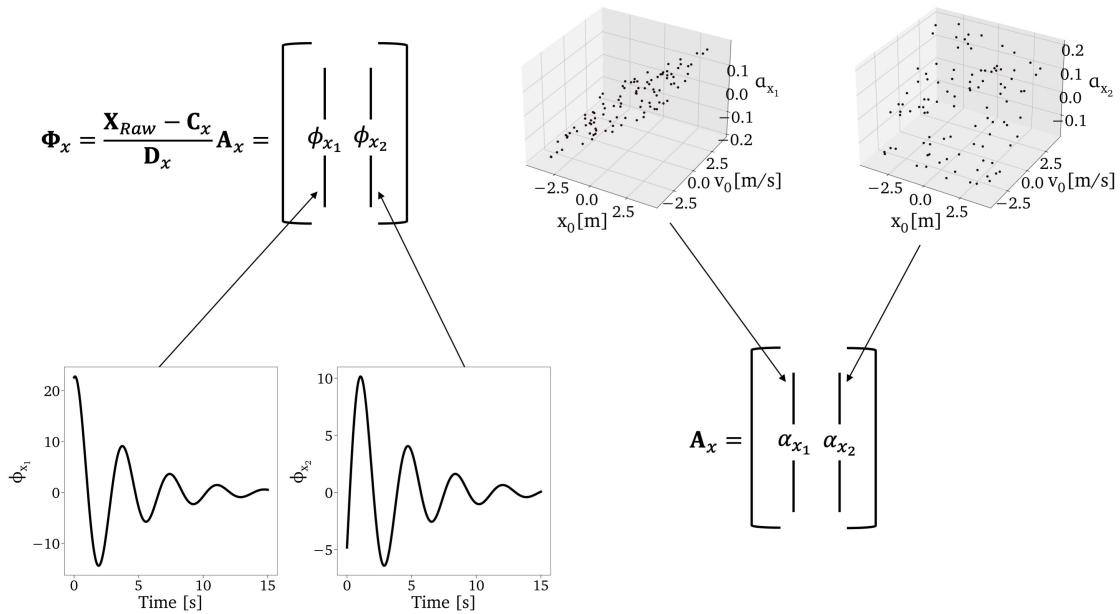 𝚽ₓ = (X_Raw − Cₓ) / Dₓ Aₓ =
ϕₓ₁ ϕₓ₂
0.1
0.0
−0.1
−0.2
aₓ₁
2.5
0.0
−2.5
v₀[m/s]
−2.5
0.0
2.5
x₀[m]
0.2
0.1
0.0
−0.1
aₓ₂
2.5
0.0
−2.5
v₀[m/s]
−2.5
0.0
2.5
x₀[m]
20
10
0
−10
ϕₓ₁
0 5 10 15
Time [s]
10
5
0
−5
ϕₓ₂
0 5 10 15
Time [s]
Aₓ =
αₓ₁ αₓ₂